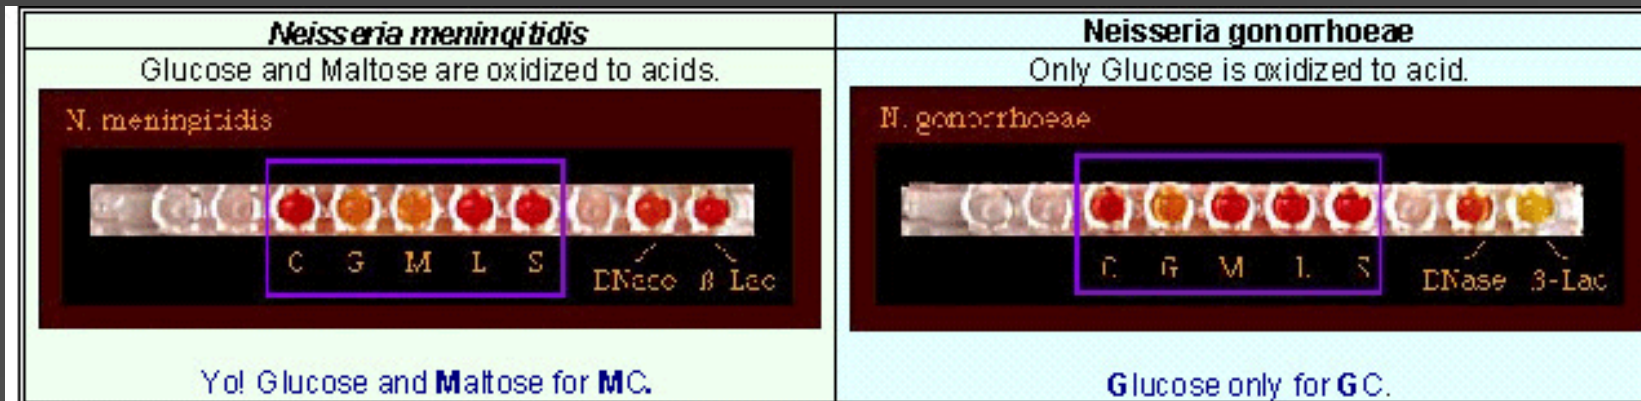 Neisseria meningitidis
Glucose and Maltose are oxidized to acids.
N. meningitidis
C G M L S
DNase β Lac
Yo! Glucose and Maltose for MC.
Neisseria gonorrhoeae
Only Glucose is oxidized to acid.
N. gonorrhoeae
C G M L S
DNase β-Lac
Glucose only for GC.